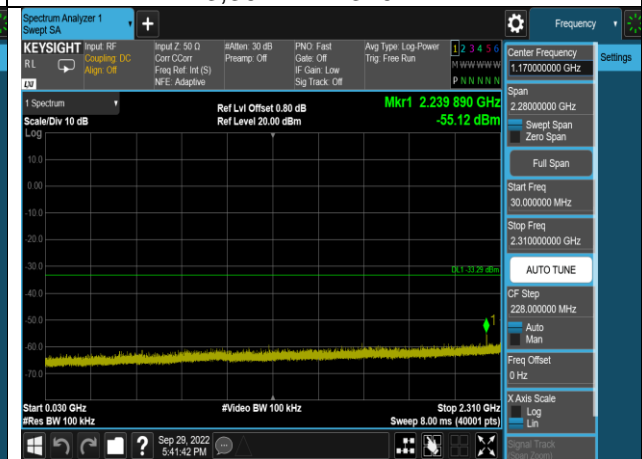 Spectrum Analyzer 1
Swept SA
+
Frequency
Settings
KEYSIGHT
RL
LXI
Input: RF
Coupling: DC
Align: Off
Input Z: 50 Ω
Corr CCorr
Freq Ref: Int (S)
NFE: Adaptive
#Atten: 30 dB
Preamp: Off
PNO: Fast
Gate: Off
IF Gain: Low
Sig Track: Off
Avg Type: Log-Power
Trig: Free Run
1 2 3 4 5 6
M W W W W W
P N N N N N
1 Spectrum
Scale/Div 10 dB
Log
Ref Lvl Offset 0.80 dB
Ref Level 20.00 dBm
Mkr1 2.239 890 GHz
-55.12 dBm
10.0
0.00
-10.0
-20.0
-30.0
-40.0
-50.0
-60.0
-70.0
DL1 -33.29 dBm
1
Start 0.030 GHz
#Res BW 100 kHz
#Video BW 100 kHz
Stop 2.310 GHz
Sweep 8.00 ms (40001 pts)
Center Frequency
1.170000000 GHz
Span
2.28000000 GHz
Swept Span
Zero Span
Full Span
Start Freq
30.000000 MHz
Stop Freq
2.310000000 GHz
AUTO TUNE
CF Step
228.000000 MHz
Auto
Man
Freq Offset
0 Hz
X Axis Scale
Log
Lin
Signal Track
(Span Zoom)
?
Sep 29, 2022
5:41:42 PM